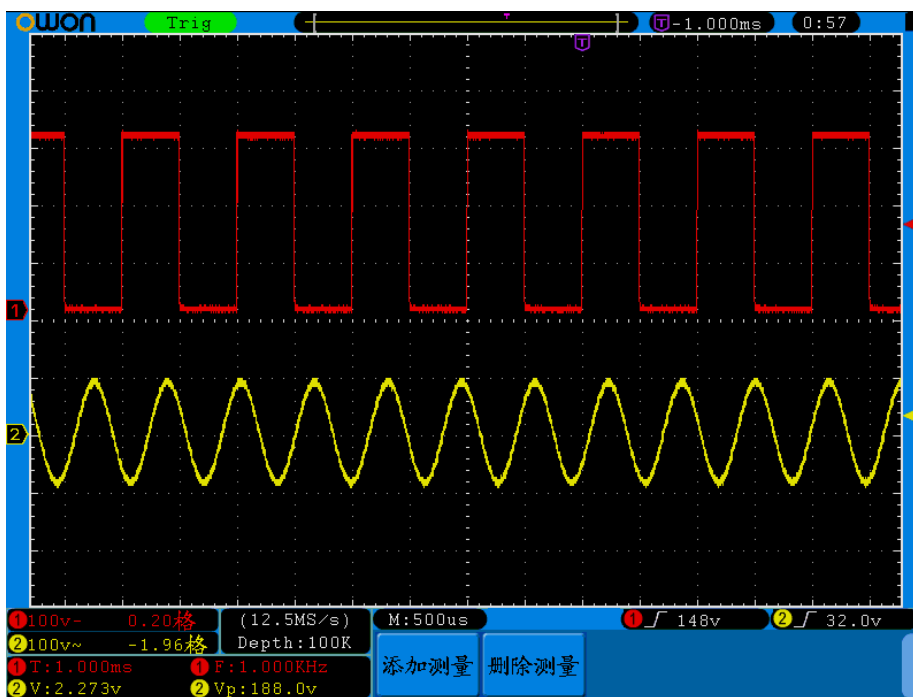 OWON Trig T-1.000ms 0:57
T
1
2
1 100v- 0.20格 (12.5MS/s) M:500us 1 148v 2 32.0v
2 100v~ -1.96格 Depth:100K
1 T:1.000ms 1 F:1.000KHz 添加测量 删除测量
2 V:2.273v 2 Vp:188.0v